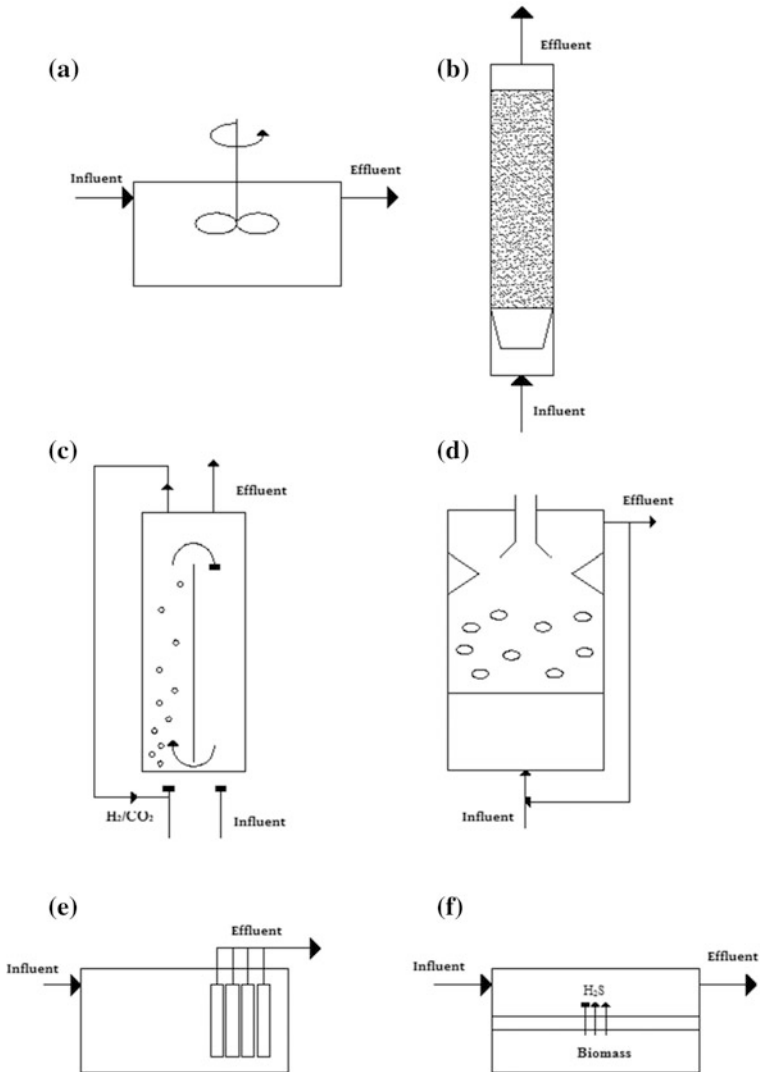 (a)
Influent
Effluent
(b)
Effluent
Influent
(c)
Effluent
H₂/CO₂
Influent
(d)
Effluent
Influent
(e)
Influent
Effluent
(f)
Influent
Effluent
H₂S
Biomass